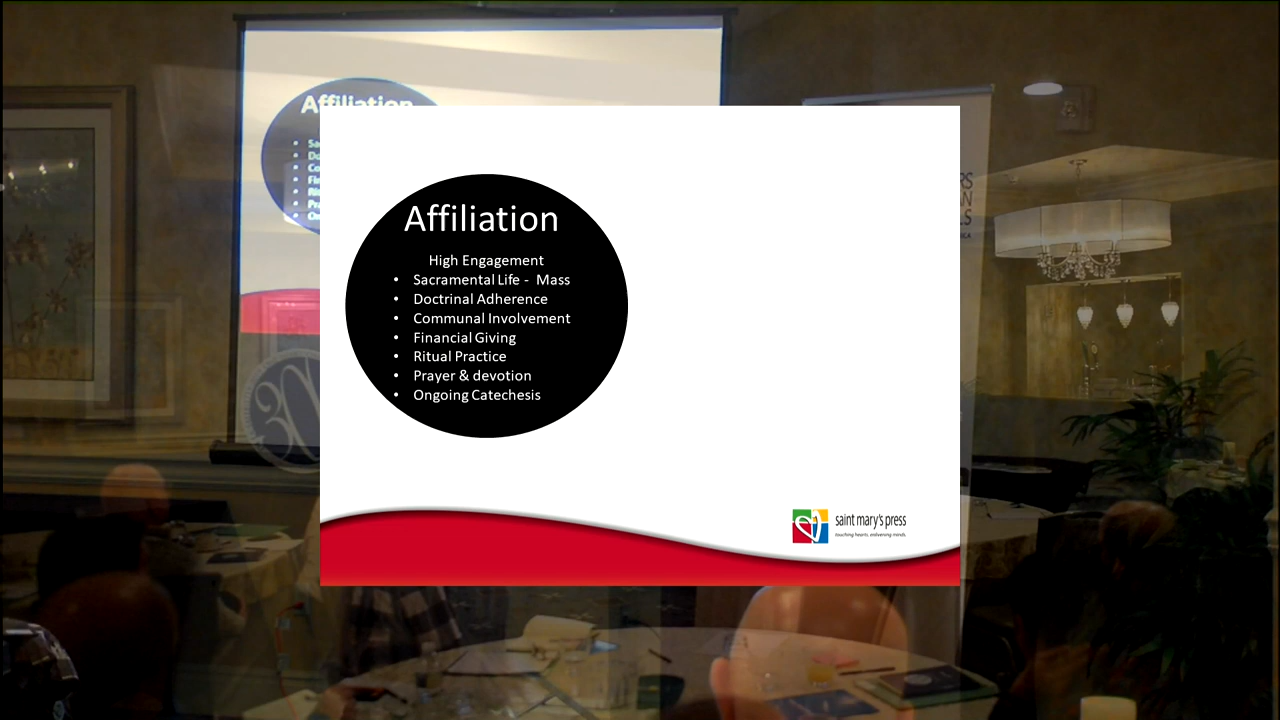 Affiliation
Affiliation
High Engagement
• Sacramental Life - Mass
• Doctrinal Adherence
• Communal Involvement
• Financial Giving
• Ritual Practice
• Prayer & devotion
• Ongoing Catechesis
saint mary's press
touching hearts. enlivening minds.